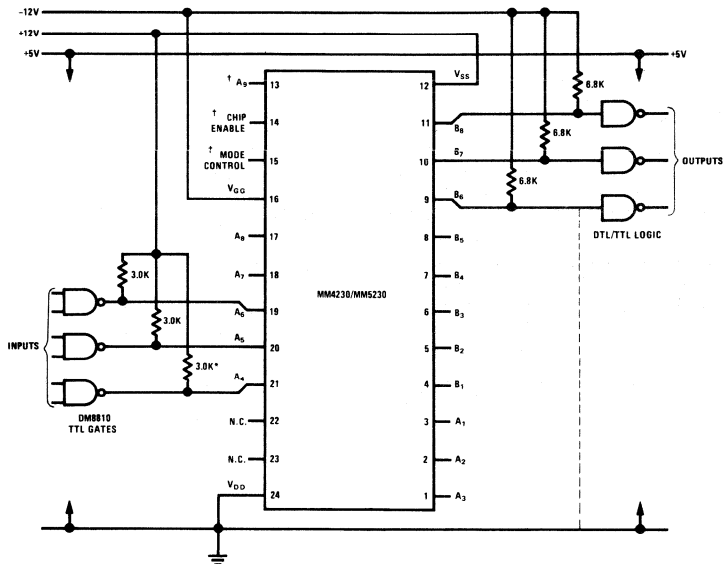 -12V
+12V
+5V
+5V
VSS
† A9 13
12
6.8K
† CHIP
ENABLE
14
11
B8
6.8K
† MODE
CONTROL
15
10
B7
OUTPUTS
6.8K
VGG
16
9
B6
DTL/TTL LOGIC
A8 17
8 B5
3.0K
A7 18
7 B4
MM4230/MM5230
A6 19
6 B3
3.0K
INPUTS
A5 20
5 B2
3.0K*
A4 21
4 B1
DM8810
TTL GATES
N.C. 22
3 A1
N.C. 23
2 A2
VDD
24
1 A3